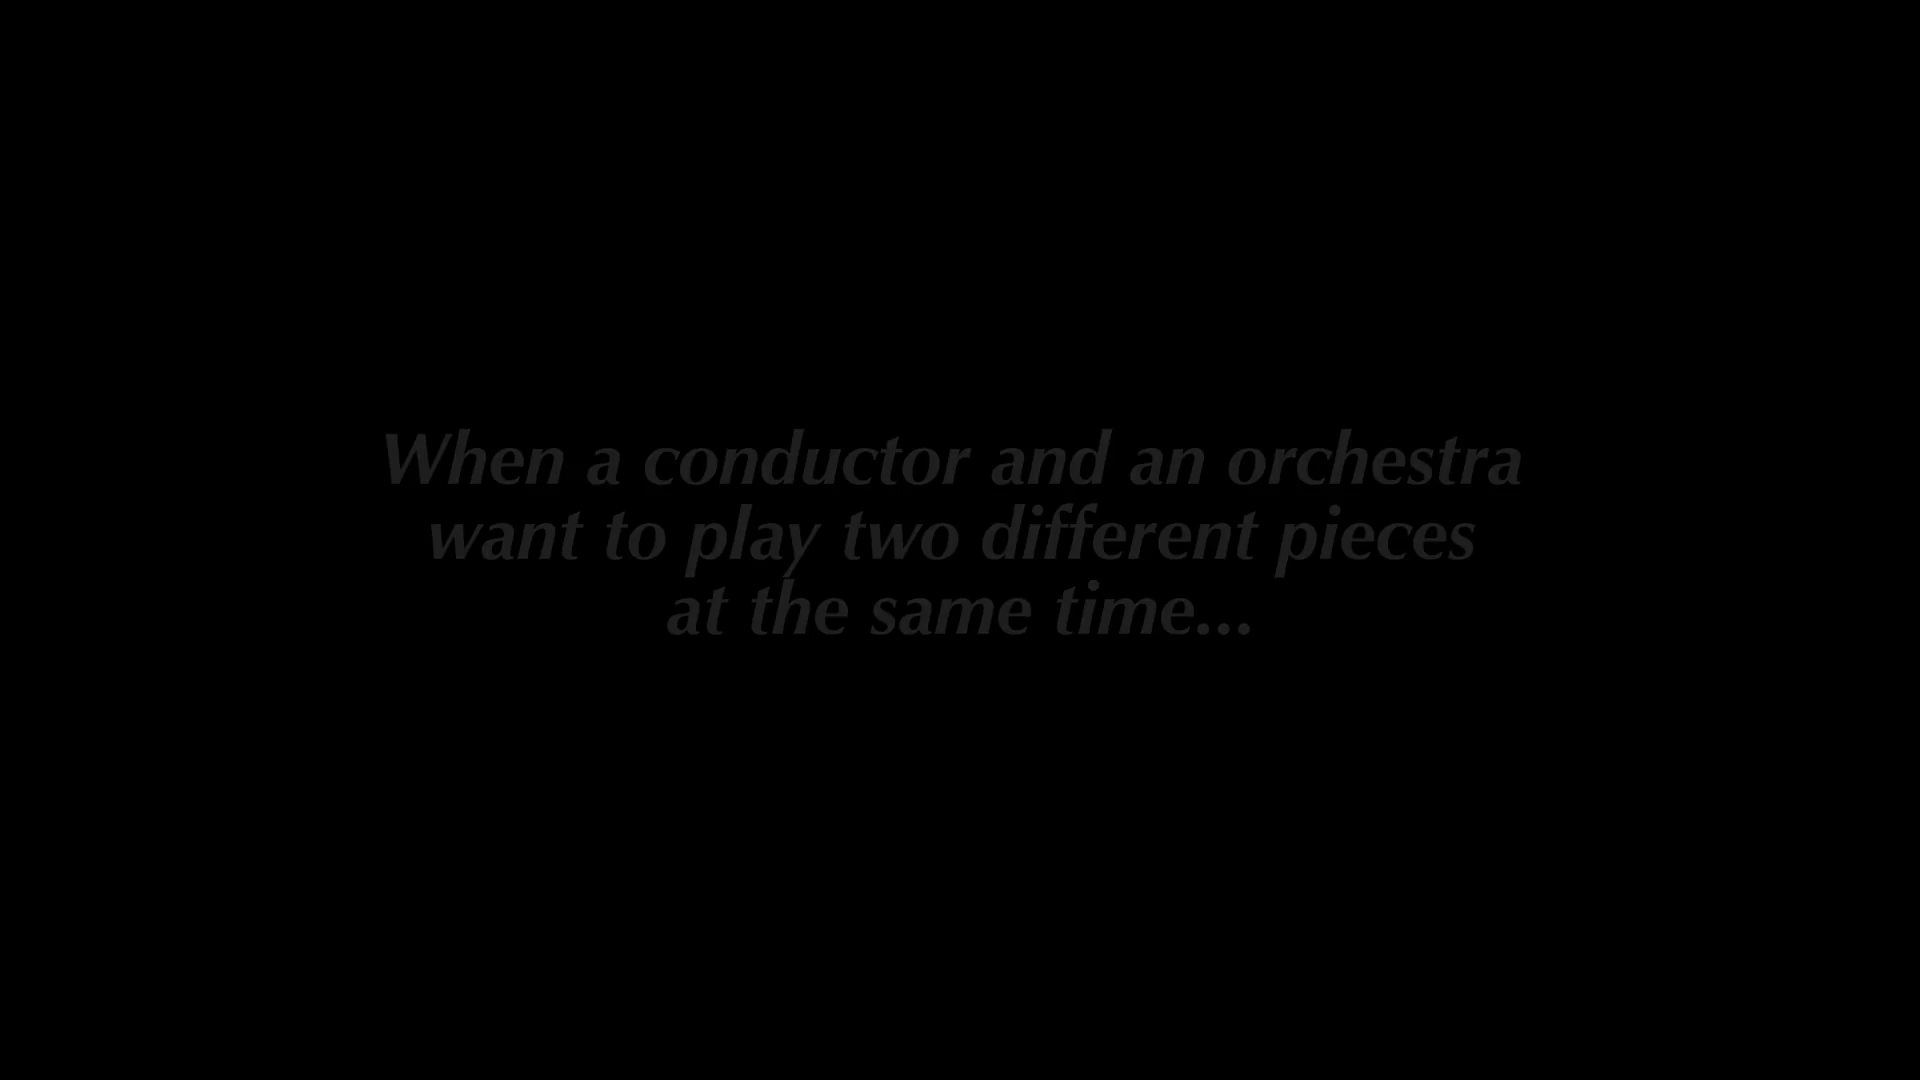 When a conductor and an orchestra
want to play two different pieces
at the same time...